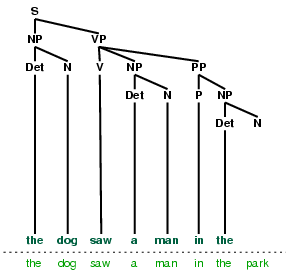 S
NP VP
Det N V NP PP
Det N P NP
Det N
the dog saw a man in the
the dog saw a man in the park